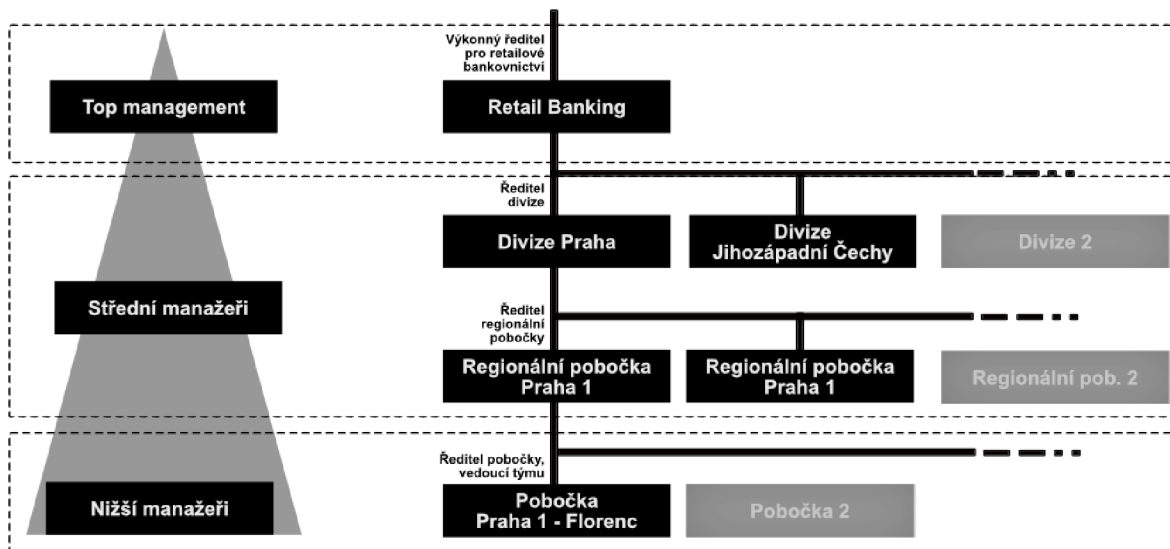 Výkonný ředitel
pro retailové
bankovnictví
Top management
Retail Banking
Ředitel
divize
Divize Praha
Divize
Jihozápadní Čechy
Divize 2
Střední manažeři
Ředitel
regionální
pobočky
Regionální pobočka
Praha 1
Regionální pobočka
Praha 1
Regionální pob. 2
Ředitel pobočky,
vedoucí týmu
Nižší manažeři
Pobočka
Praha 1 - Florenc
Pobočka 2